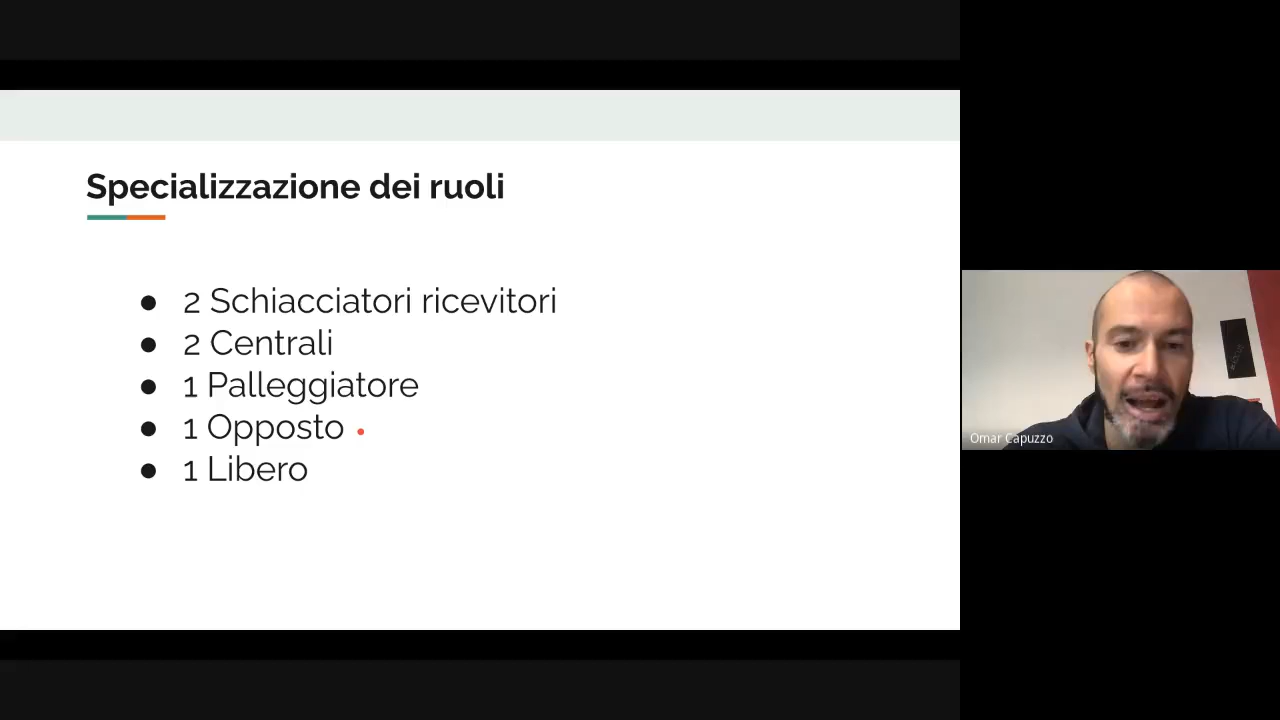 Specializzazione dei ruoli
● 2 Schiacciatori ricevitori
● 2 Centrali
● 1 Palleggiatore
● 1 Opposto
● 1 Libero
Omar Capuzzo